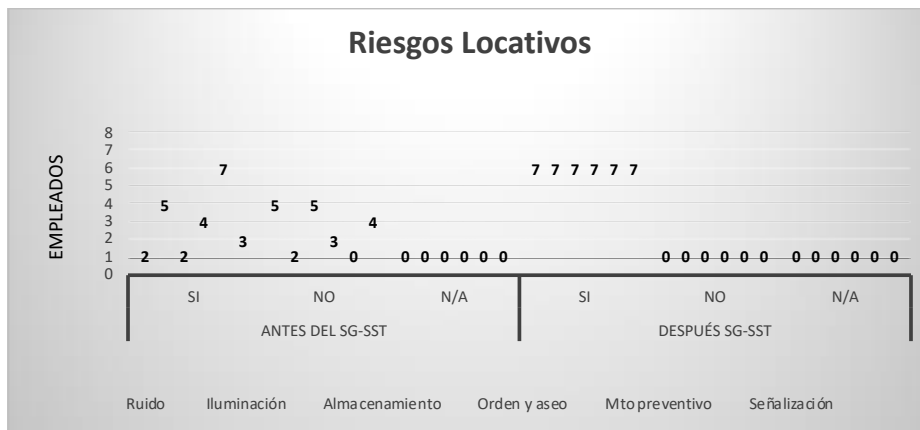 Riesgos Locativos
EMPLEADOS
8
7
6
5
4
3
2
1
0
2 5 2 4 7 3 5 2 5 3 0 4 0 0 0 0 0 0 7 7 7 7 7 7 0 0 0 0 0 0 0 0 0 0 0 0
SI NO N/A SI NO N/A
ANTES DEL SG-SST DESPUÉS SG-SST
Ruido Iluminación Almacenamiento Orden y aseo Mto preventivo Señalización